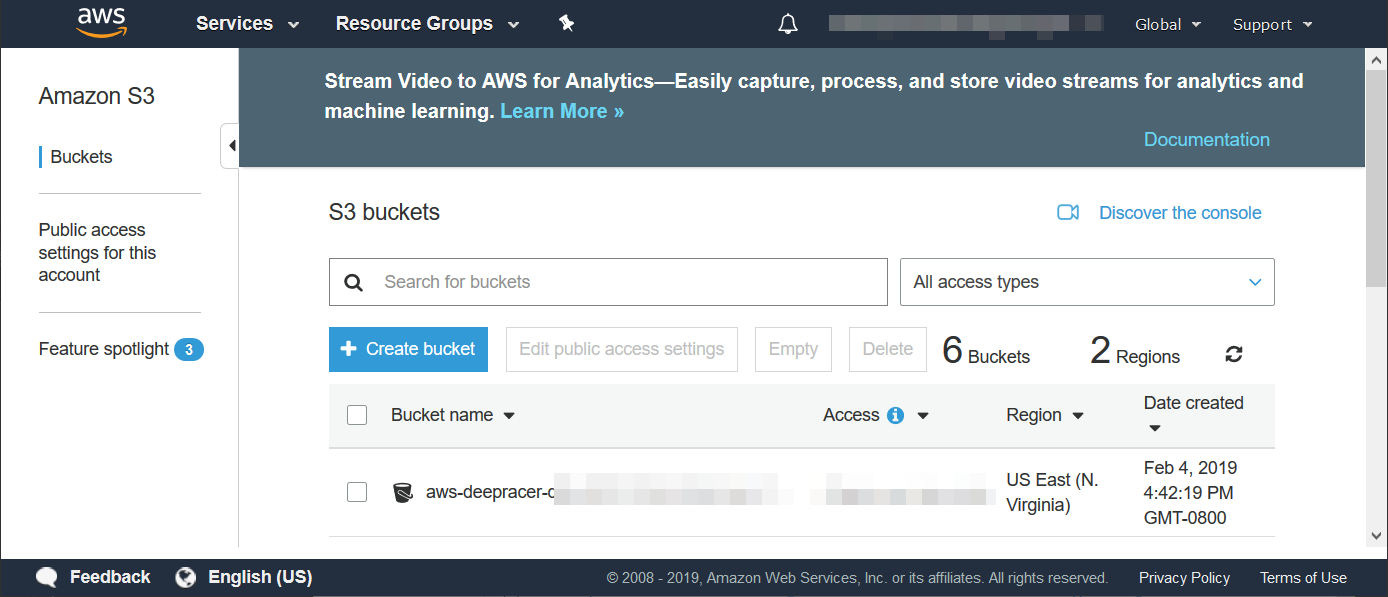 aws Services Resource Groups Global Support
Amazon S3
Buckets
Public access
settings for this
account
Feature spotlight 3
Stream Video to AWS for Analytics—Easily capture, process, and store video streams for analytics and
machine learning. Learn More »
Documentation
S3 buckets
Discover the console
Search for buckets
All access types
+ Create bucket
Edit public access settings
Empty
Delete
6 Buckets
2 Regions
Bucket name
Access
Region
Date created
aws-deepracer-
US East (N.
Virginia)
Feb 4, 2019
4:42:19 PM
GMT-0800
Feedback
English (US)
© 2008 - 2019, Amazon Web Services, Inc. or its affiliates. All rights reserved.
Privacy Policy
Terms of Use